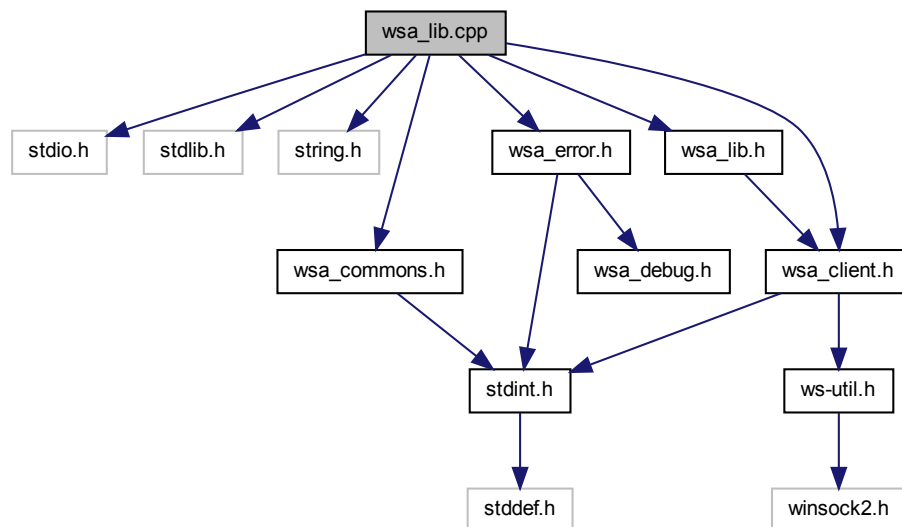 wsa_lib.cpp
stdio.h
stdlib.h
string.h
wsa_error.h
wsa_lib.h
wsa_commons.h
wsa_debug.h
wsa_client.h
stdint.h
ws-util.h
stddef.h
winsock2.h